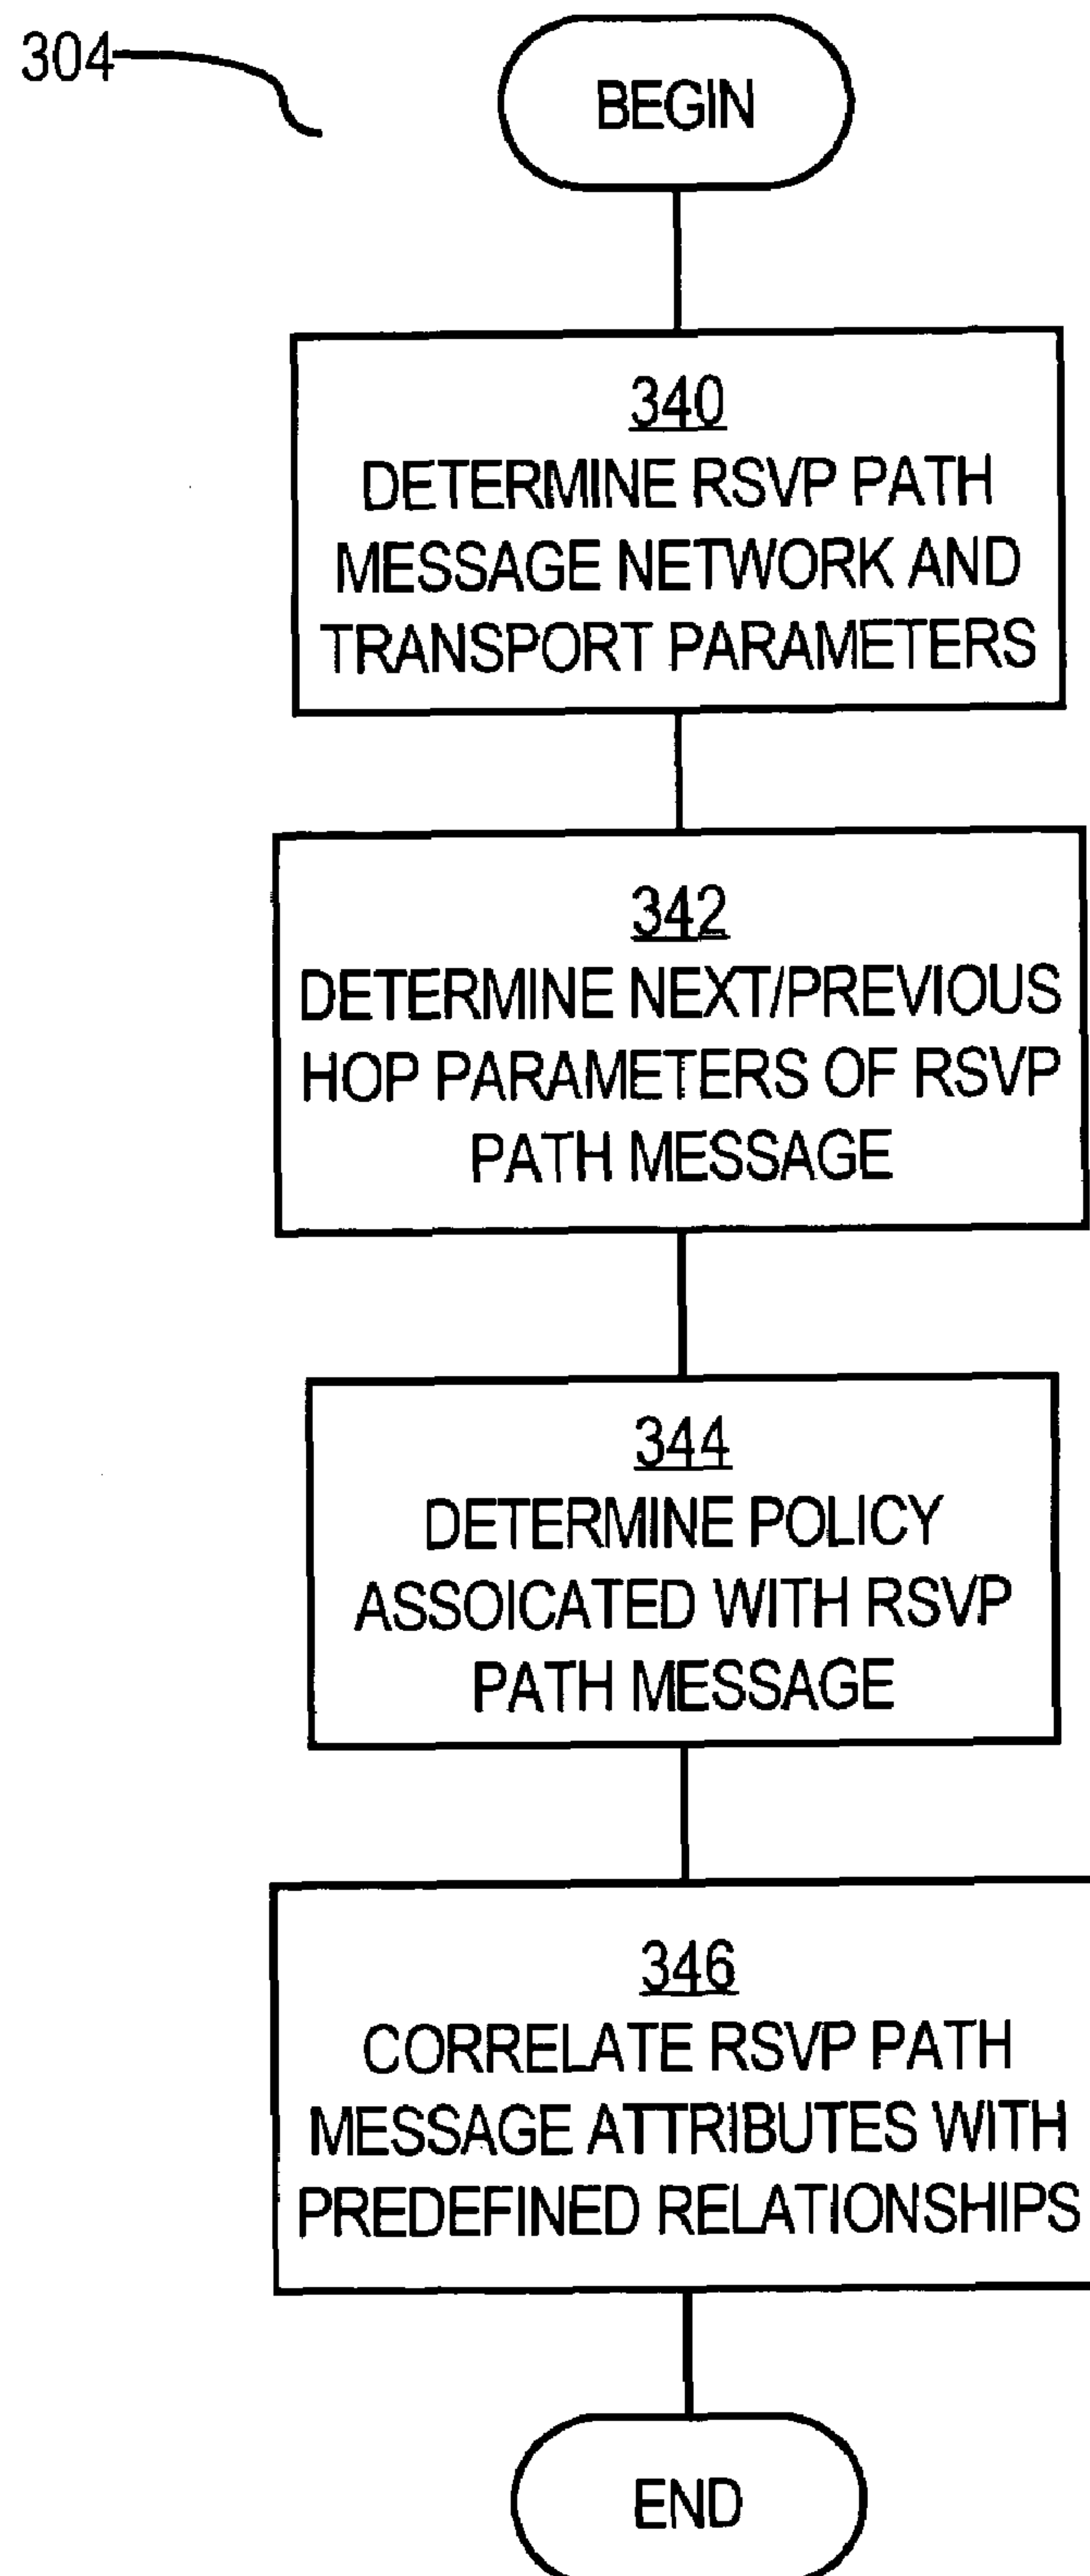 304
BEGIN
340
DETERMINE RSVP PATH
MESSAGE NETWORK AND
TRANSPORT PARAMETERS
342
DETERMINE NEXT/PREVIOUS
HOP PARAMETERS OF RSVP
PATH MESSAGE
344
DETERMINE POLICY
ASSOICATED WITH RSVP
PATH MESSAGE
346
CORRELATE RSVP PATH
MESSAGE ATTRIBUTES WITH
PREDEFINED RELATIONSHIPS
END